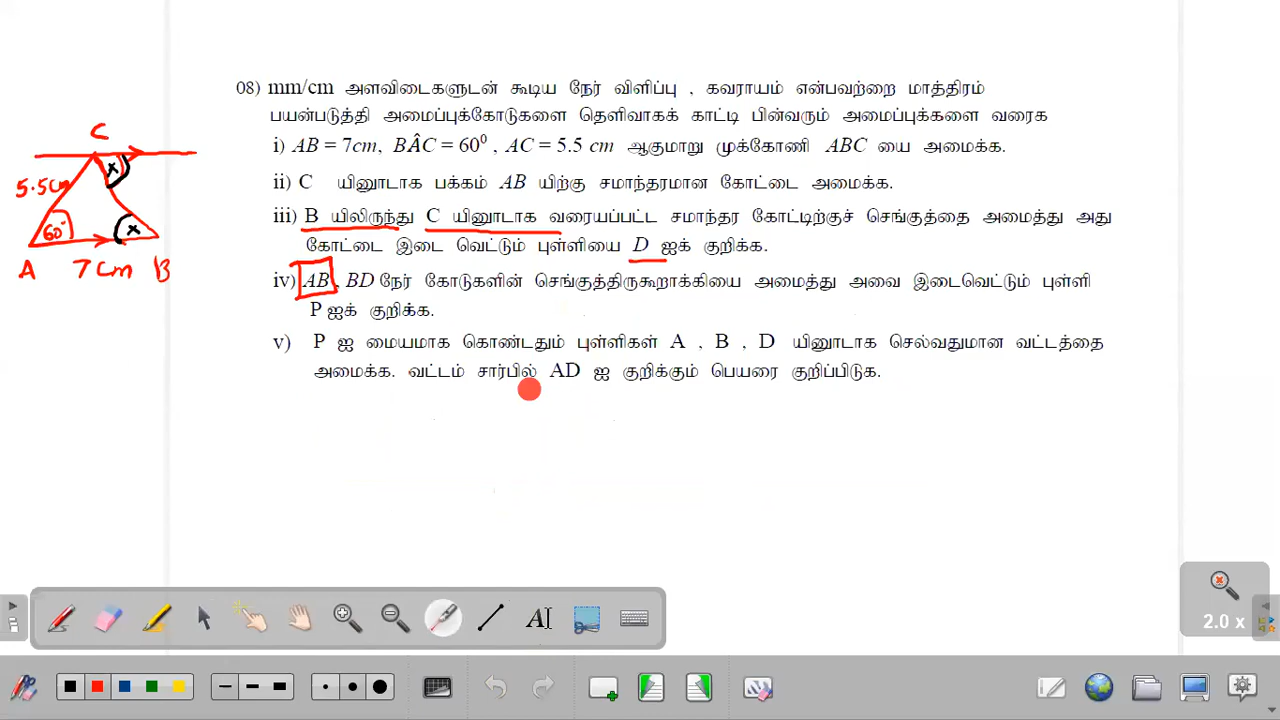 08) mm/cm அளவிடைகளுடன் கூடிய நேர் விளிப்பு , கவராயம் என்பவற்றை மாத்திரம்
பயன்படுத்தி அமைப்புக்கோடுகளை தெளிவாகக் காட்டி பின்வரும் அமைப்புக்களை வரைக
i) AB = 7cm, BÂC = 60⁰ , AC = 5.5 cm ஆகுமாறு முக்கோணி ABC யை அமைக்க.
ii) C யினூடாக பக்கம் AB யிற்கு சமாந்தரமான கோட்டை அமைக்க.
iii) B யிலிருந்து C யினூடாக வரையப்பட்ட சமாந்தர கோட்டிற்குச் செங்குத்தை அமைத்து அது
கோட்டை இடை வெட்டும் புள்ளியை D ஐக் குறிக்க.
iv) AB , BD நேர் கோடுகளின் செங்குத்திருகூறாக்கியை அமைத்து அவை இடைவெட்டும் புள்ளி
P ஐக் குறிக்க.
v) P ஐ மையமாக கொண்டதும் புள்ளிகள் A , B , D யினூடாக செல்வதுமான வட்டத்தை
அமைக்க. வட்டம் சார்பில் AD ஐ குறிக்கும் பெயரை குறிப்பிடுக.
C
x
5.5cm
60°
x
A 7cm B
AI
2.0 x